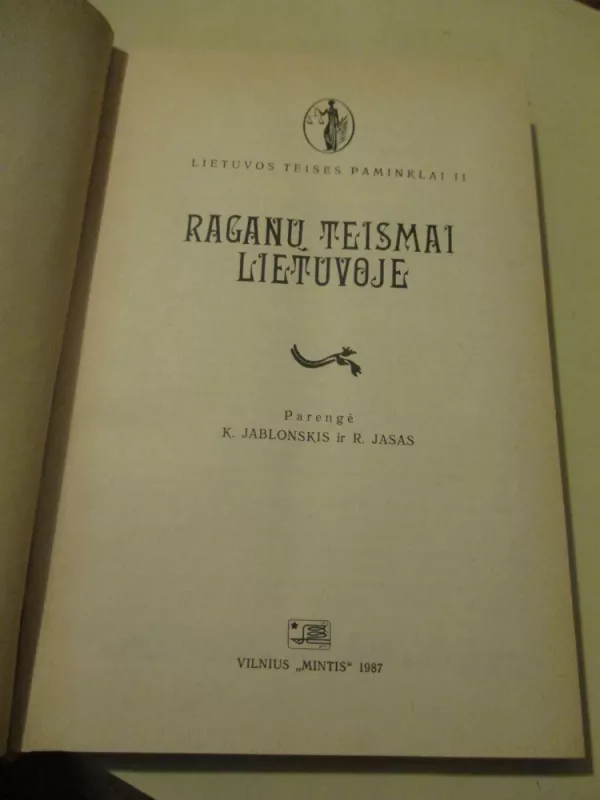 LIETUVOS TEISĖS PAMINKLAI II
RAGANŲ TEISMAI
LIETUVOJE
Parengė
K. JABLONSKIS ir R. JASAS
VILNIUS „MINTIS“ 1987